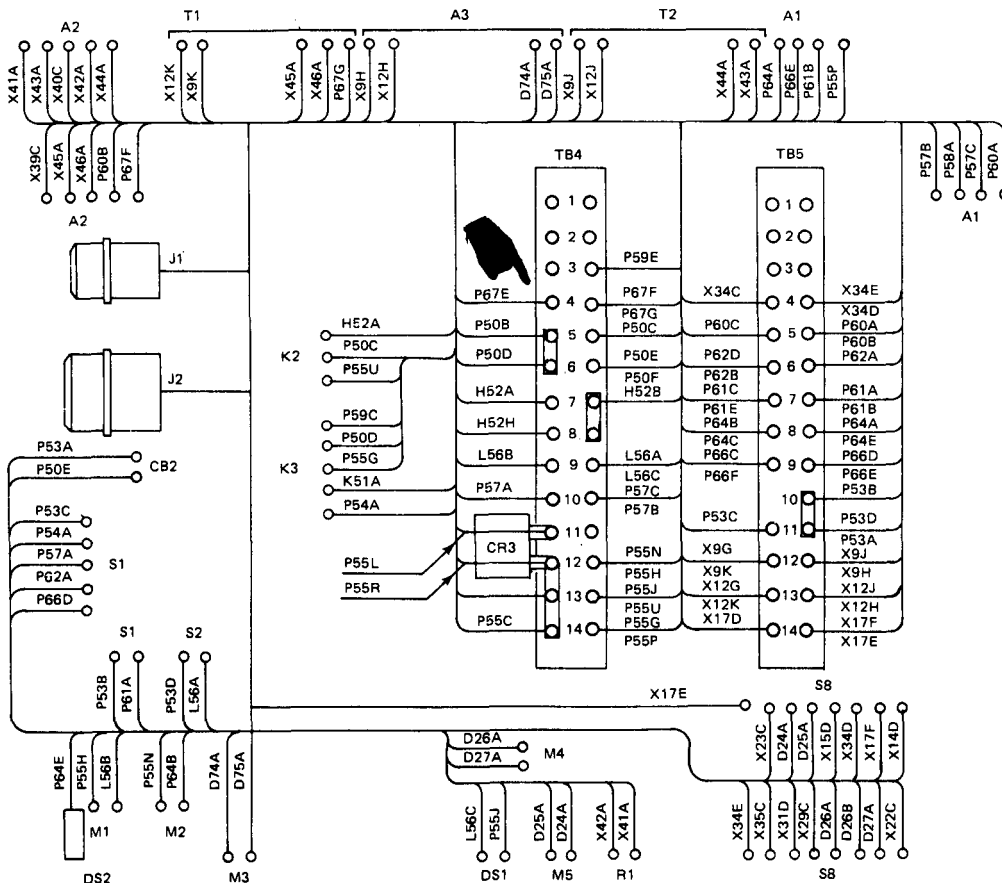 A2 T1 A3 T2 A1
X41A X43A X40C X42A X44A X12K X9K X45A X46A P67G X9H X12H D74A D75A X9J X12J X44A X43A P64A P66E P61B P55P
X39C X45A X46A P60B P67F P57B P58A P57C P60A
A2 A1
TB4 TB5
J1
J2
1 1
2 2
3 P59E 3
P67E 4 P67F X34C 4 X34E
P67G X34D
H52A P50B 5 P50C P60C 5 P60A
P60B
K2 P50C P50D 6 P50E P62D 6 P62A
P55U P50F P62B
H52A 7 H52B P61C 7 P61A
P61E P61B
P59C H52H 8 P64B 8 P64A
P50D P64C P64E
K3 P55G L56B 9 L56A P66C 9 P66D
L56C P66F P66E
K51A P57A 10 P57C 10 P53B
P54A P57B
11 P53C 11 P53D
CR3 P53A
P55L 12 P55N X9G 12 X9J
P55H X9K X9H
P55R 13 P55J X12G 13 X12J
P55U X12K X12H
P55C 14 P55G X17D 14 X17F
P55P X17E
P53A
P50E CB2
P53C
P54A
P57A S1
P62A
P66D
S1 S2
P53B P61A P53D L56A
X17E S8
X23C D24A D25A X15D X34D X17F X14D
P64E P55H L56B P55N P64B D74A D75A
D26A M4
D27A
L56C P55J D25A D24A X42A X41A
X34E X35C X31D X29C D26A D26B D27A X22C
M1 M2
DS2 M3 DS1 M5 R1 S8